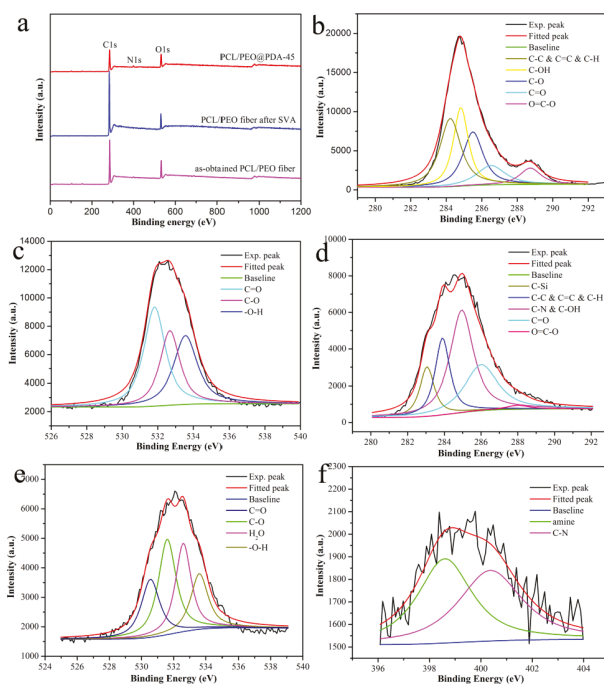 a
C1s
N1s
O1s
PCL/PEO@PDA-45
PCL/PEO fiber after SVA
as-obtained PCL/PEO fiber
Intensity (a.u.)
0 200 400 600 800 1000 1200
Binding energy (eV)
b
Exp. peak
Fitted peak
Baseline
C-C & C=C & C-H
C-OH
C-O
C=O
O=C-O
20000
15000
10000
5000
0
Intensity (a.u.)
280 282 284 286 288 290 292
Binding Energy (eV)
c
Exp. peak
Fitted peak
Baseline
C=O
C-O
-O-H
14000
12000
10000
8000
6000
4000
2000
Intensity (a.u.)
526 528 530 532 534 536 538 540
Binding Energy (eV)
d
Exp. peak
Fitted peak
Baseline
C-Si
C-C & C=C & C-H
C-N & C-OH
C=O
O=C-O
10000
8000
6000
4000
2000
0
Intensity (a.u.)
280 282 284 286 288 290 292
Binding Energy (eV)
e
Exp. peak
Fitted peak
Baseline
C=O
C-O
H2O
-O-H
7000
6000
5000
4000
3000
2000
1000
Intensity (a.u.)
524 526 528 530 532 534 536 538 540
Binding Energy (eV)
f
Exp. peak
Fitted peak
Baseline
amine
C-N
2300
2200
2100
2000
1900
1800
1700
1600
1500
Intensity (a.u.)
396 398 400 402 404
Binding Energy (eV)